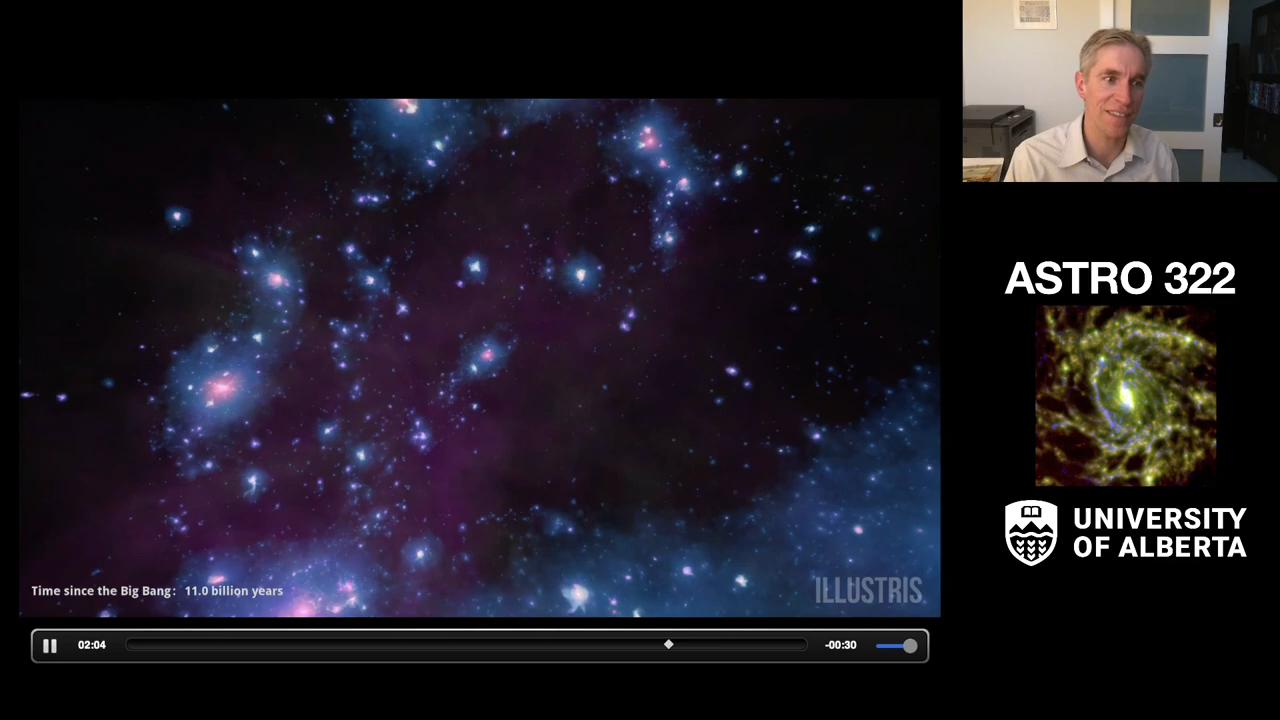 ASTRO 322
UNIVERSITY
OF ALBERTA
Time since the Big Bang: 11.0 billion years
ILLUSTRIS
02:04
-00:30